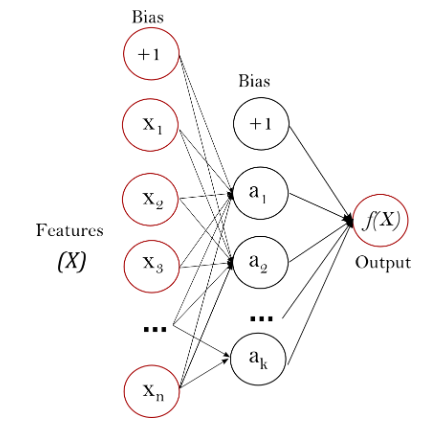 Bias
+1
x1
x2
x3
...
xn
Features
(X)
Bias
+1
a1
a2
...
ak
f(X)
Output